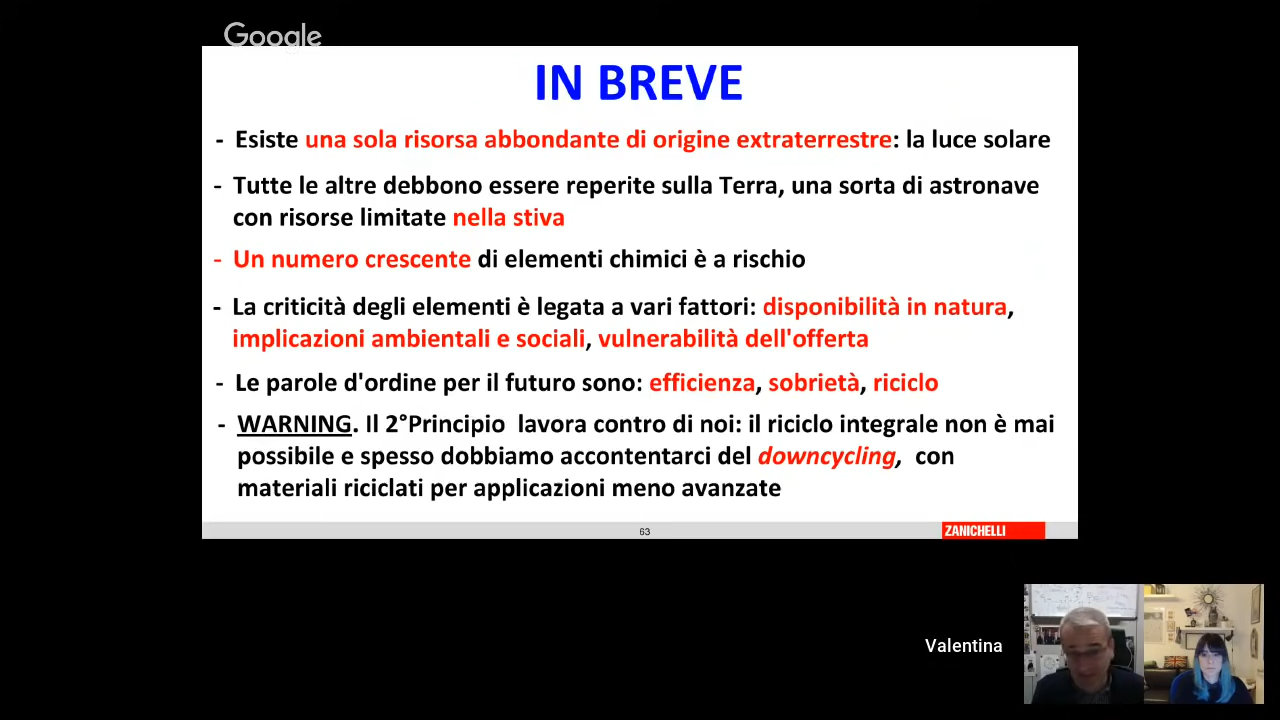 Google
IN BREVE
- Esiste una sola risorsa abbondante di origine extraterrestre: la luce solare
- Tutte le altre debbono essere reperite sulla Terra, una sorta di astronave
con risorse limitate nella stiva
- Un numero crescente di elementi chimici è a rischio
- La criticità degli elementi è legata a vari fattori: disponibilità in natura,
implicazioni ambientali e sociali, vulnerabilità dell'offerta
- Le parole d'ordine per il futuro sono: efficienza, sobrietà, riciclo
- WARNING. Il 2°Principio lavora contro di noi: il riciclo integrale non è mai
possibile e spesso dobbiamo accontentarci del downcycling, con
materiali riciclati per applicazioni meno avanzate
63
ZANICHELLI
Valentina